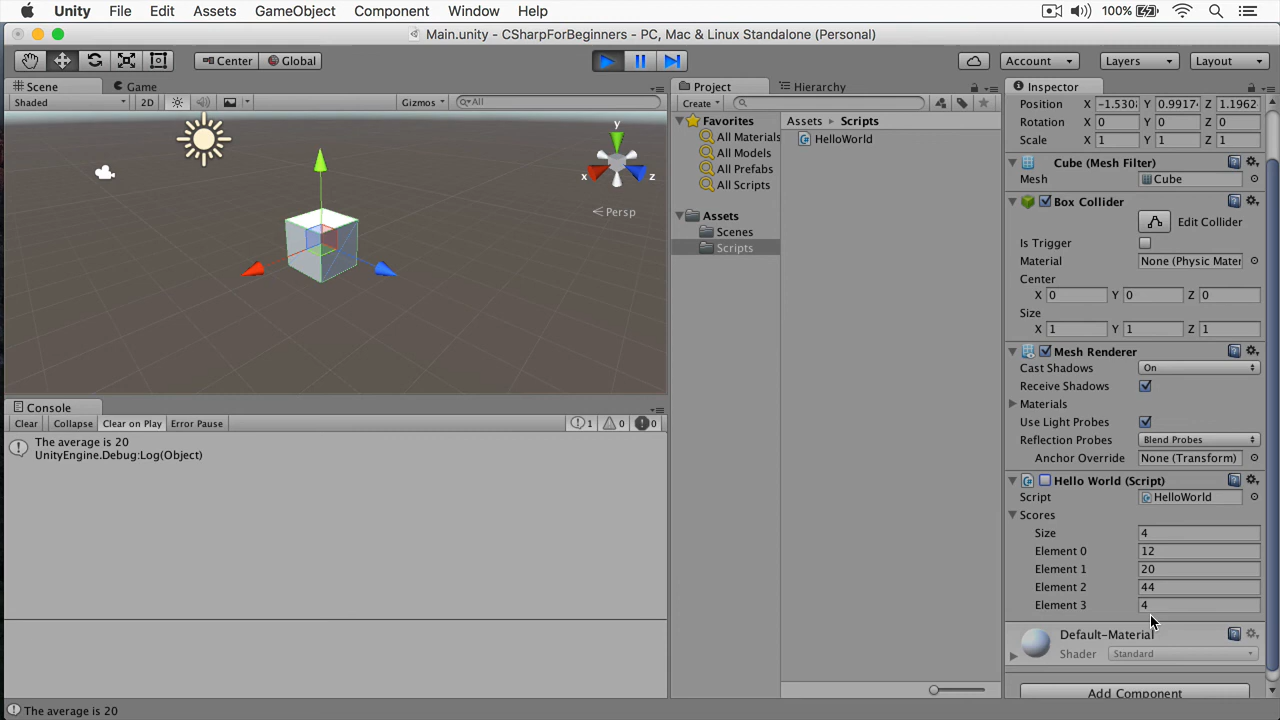 Unity File Edit Assets GameObject Component Window Help 100%
Main.unity - CSharpForBeginners - PC, Mac & Linux Standalone (Personal)
Center Global Account Layers Layout
Scene Game
Shaded 2D Gizmos All
y
x z
Persp
Console
Clear Collapse Clear on Play Error Pause 1 0 0
The average is 20
UnityEngine.Debug:Log(Object)
Project Hierarchy
Create
Favorites
All Materials
All Models
All Prefabs
All Scripts
Assets
Scenes
Scripts
Assets Scripts
HelloWorld
Inspector
Position X -1.530 Y 0.9917 Z 1.1962
Rotation X 0 Y 0 Z 0
Scale X 1 Y 1 Z 1
Cube (Mesh Filter)
Mesh Cube
Box Collider
Edit Collider
Is Trigger
Material None (Physic Mater
Center
X 0 Y 0 Z 0
Size
X 1 Y 1 Z 1
Mesh Renderer
Cast Shadows On
Receive Shadows
Materials
Use Light Probes
Reflection Probes Blend Probes
Anchor Override None (Transform)
Hello World (Script)
Script HelloWorld
Scores
Size 4
Element 0 12
Element 1 20
Element 2 44
Element 3 4
Default-Material
Shader Standard
Add Component
The average is 20